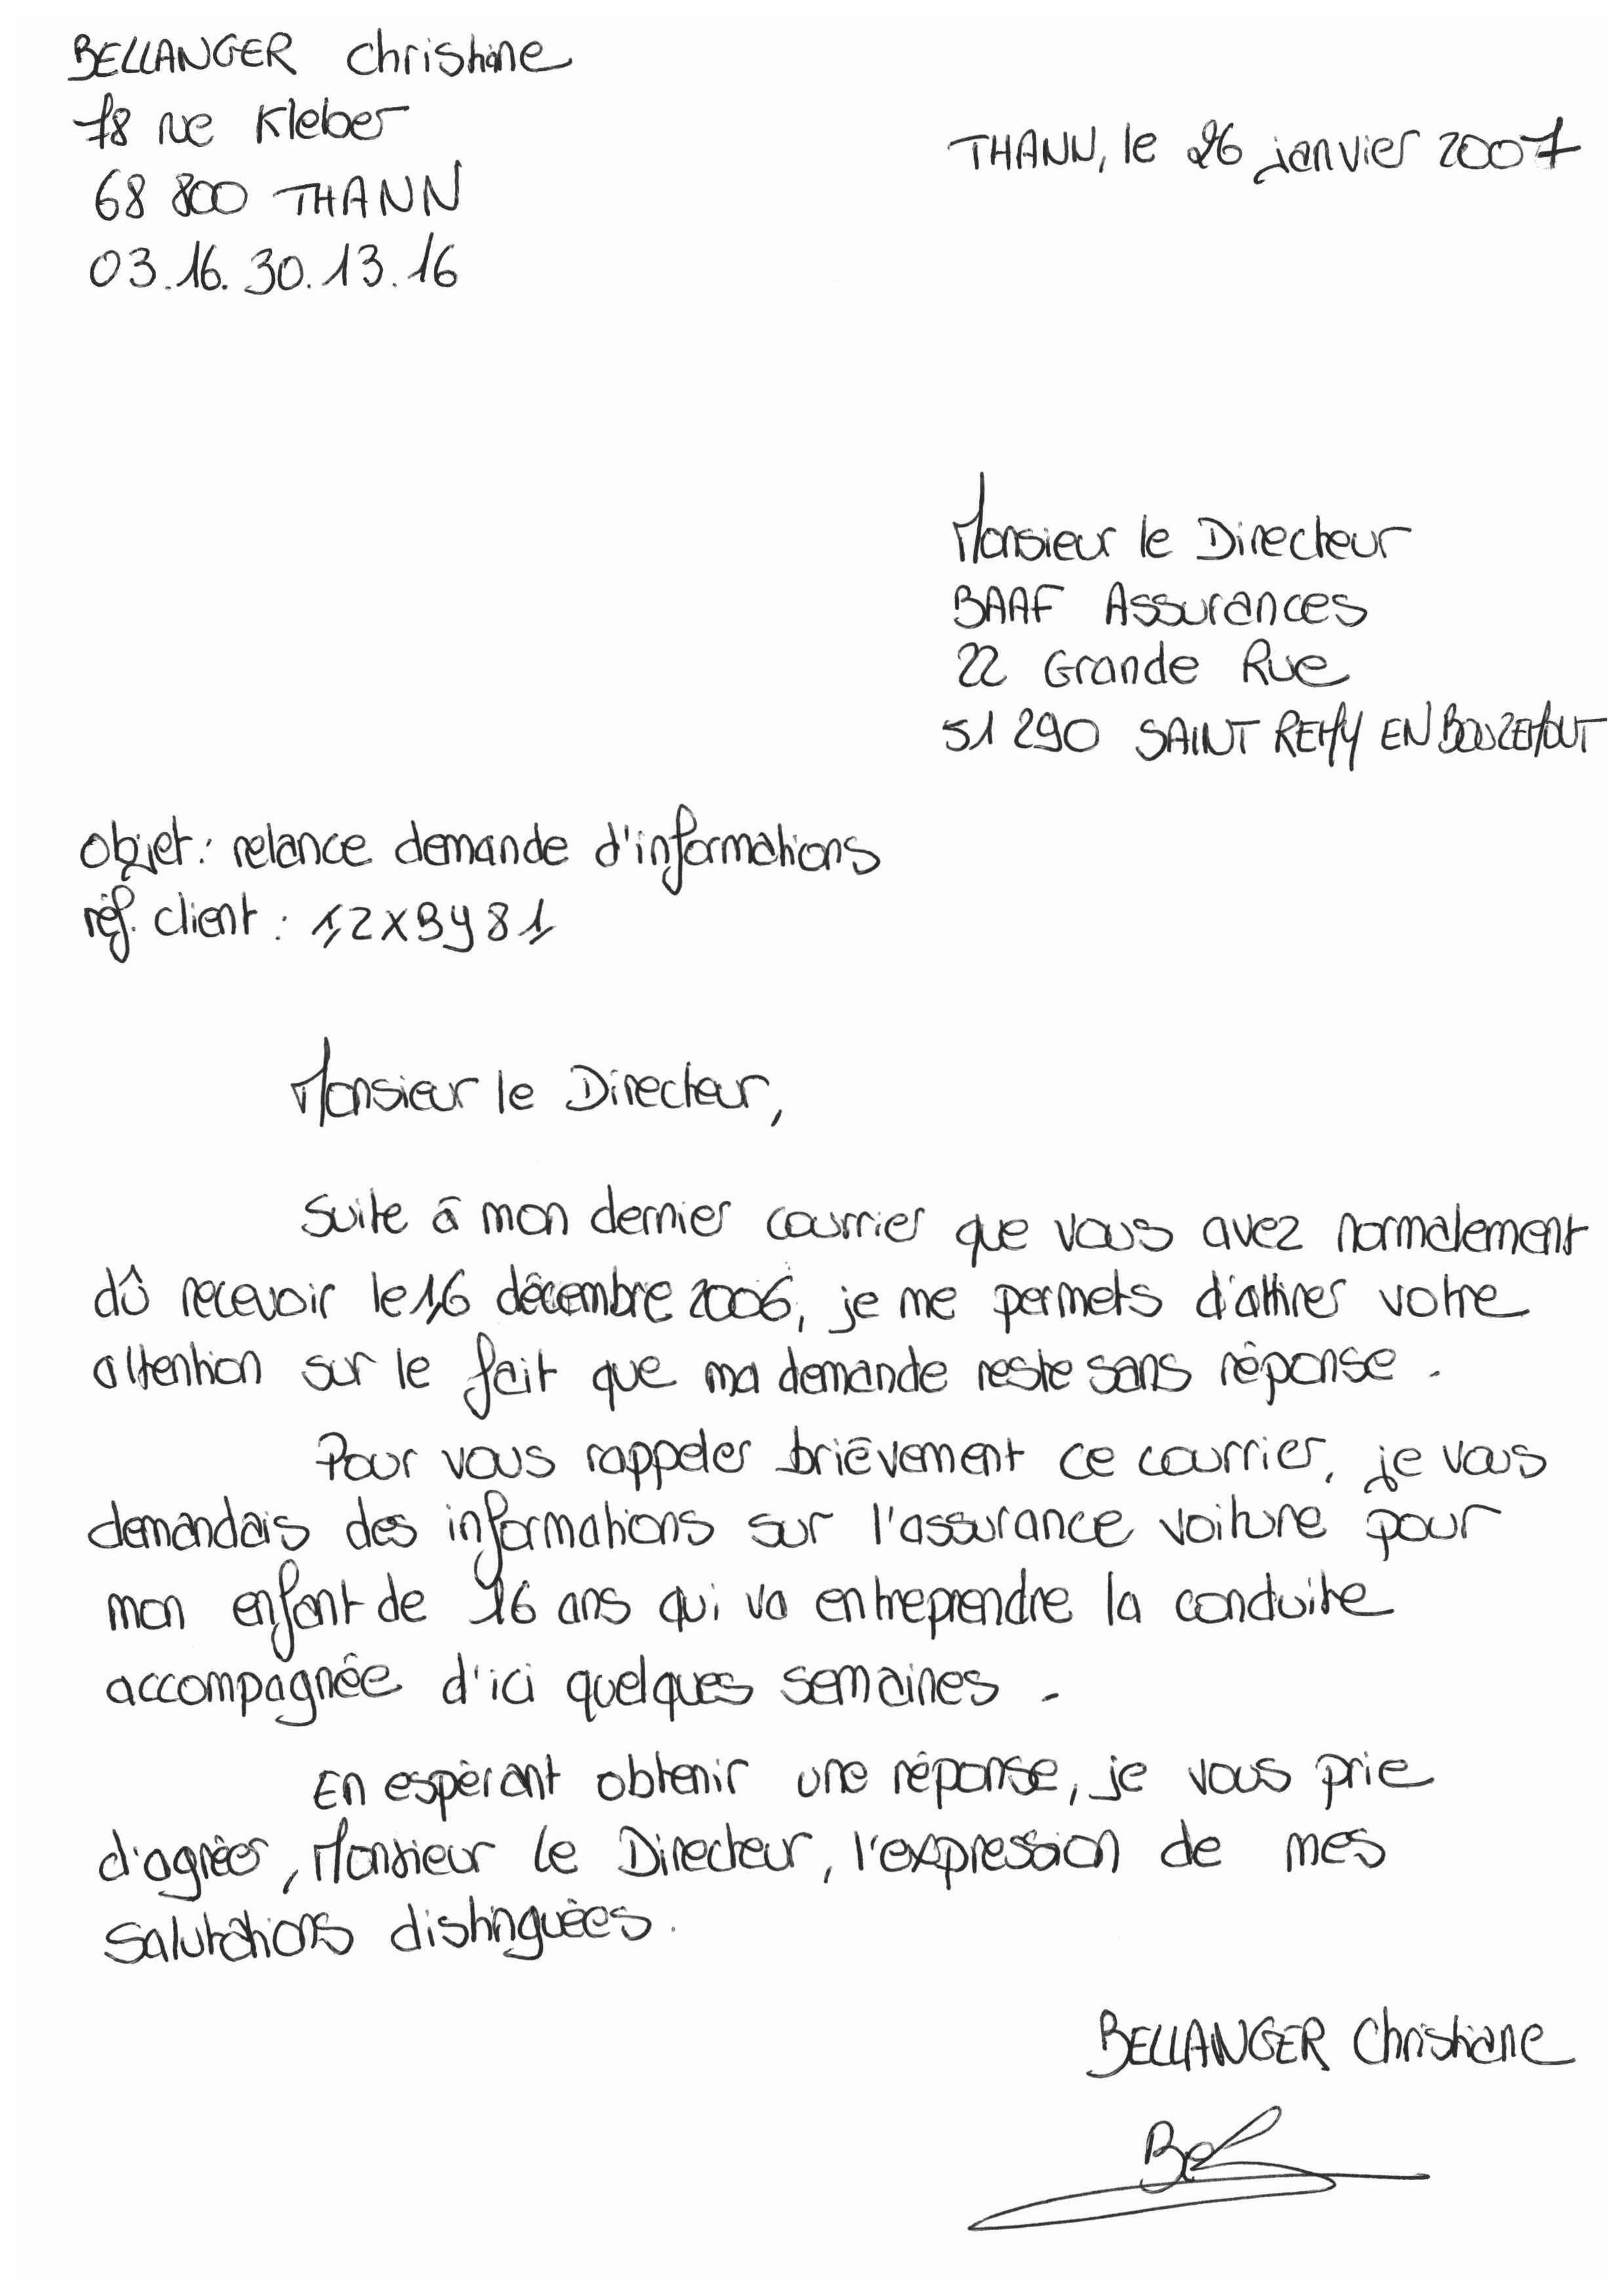 BELLANGER Christiane
78 rue Kleber
68 800 THANN
03.16.30.13.16
THANN, le 26 janvier 2007
Monsieur le Directeur
BAAF Assurances
22 Grande Rue
51 290 SAINT REMY EN BOUZEMOUT
Objet : relance demande d'informations
réf. client : 12XBY81
Monsieur le Directeur,
Suite à mon dernier courrier que vous avez normalement
dû recevoir le 16 décembre 2006, je me permets d'attirer votre
attention sur le fait que ma demande reste sans réponse.
Pour vous rappeler brièvement ce courrier, je vous
demandais des informations sur l'assurance voiture pour
mon enfant de 16 ans qui va entreprendre la conduite
accompagnée d'ici quelques semaines.
En espérant obtenir une réponse, je vous prie
d'agréer, Monsieur le Directeur, l'expression de mes
salutations distinguées.
BELLANGER Christiane
Bel